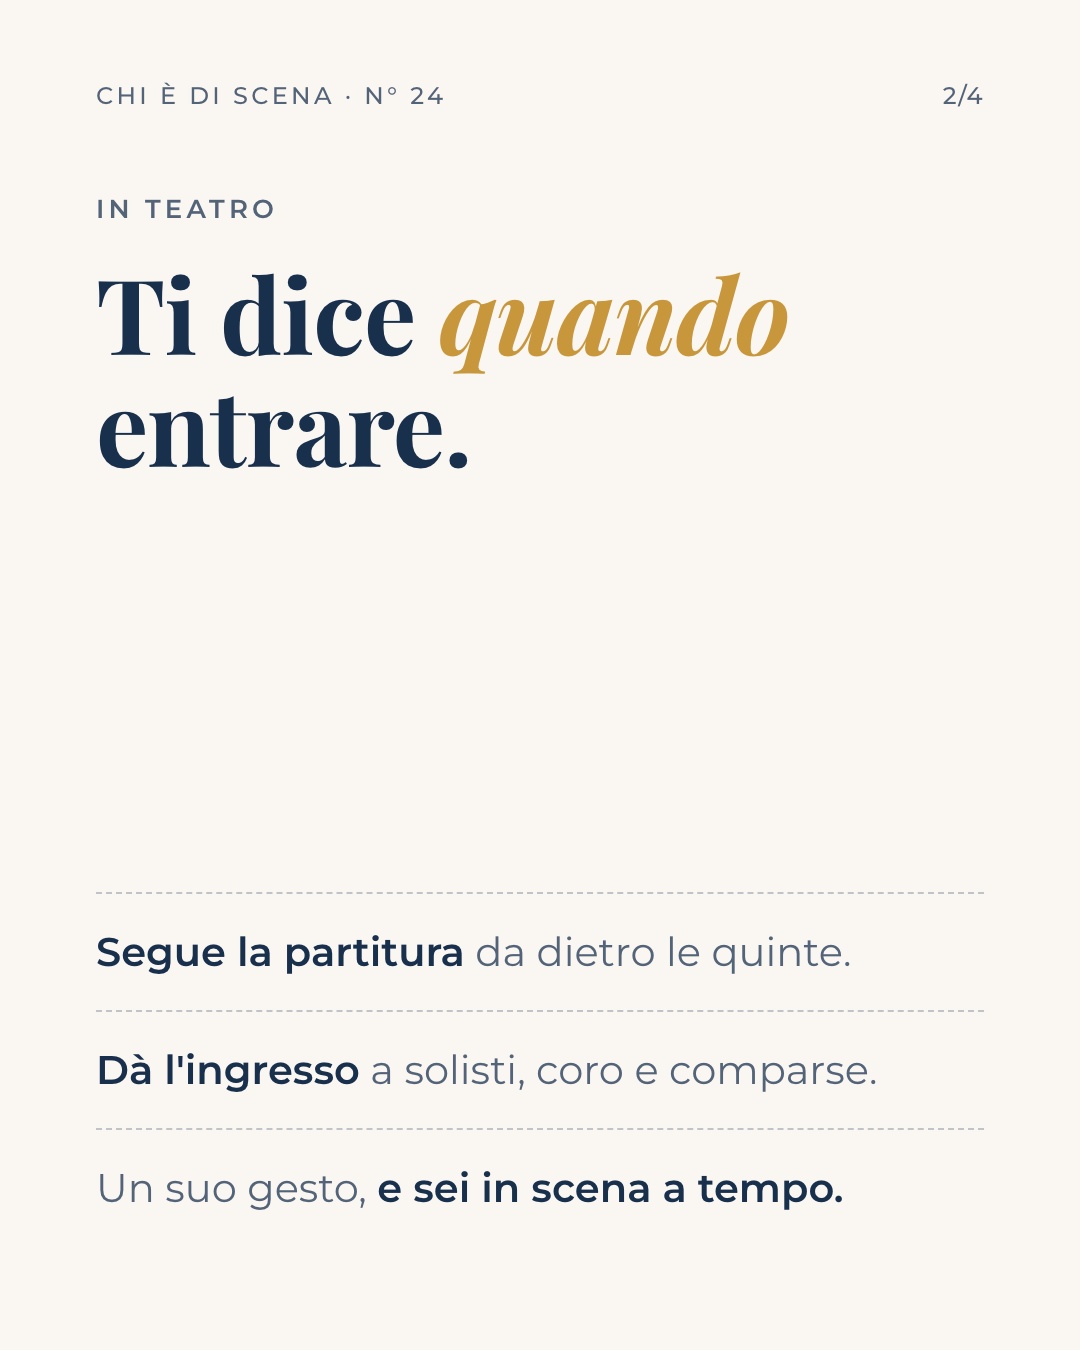 CHI È DI SCENA · N° 24
2/4
IN TEATRO
Ti dice quando
entrare.
Segue la partitura da dietro le quinte.
Dà l'ingresso a solisti, coro e comparse.
Un suo gesto, e sei in scena a tempo.